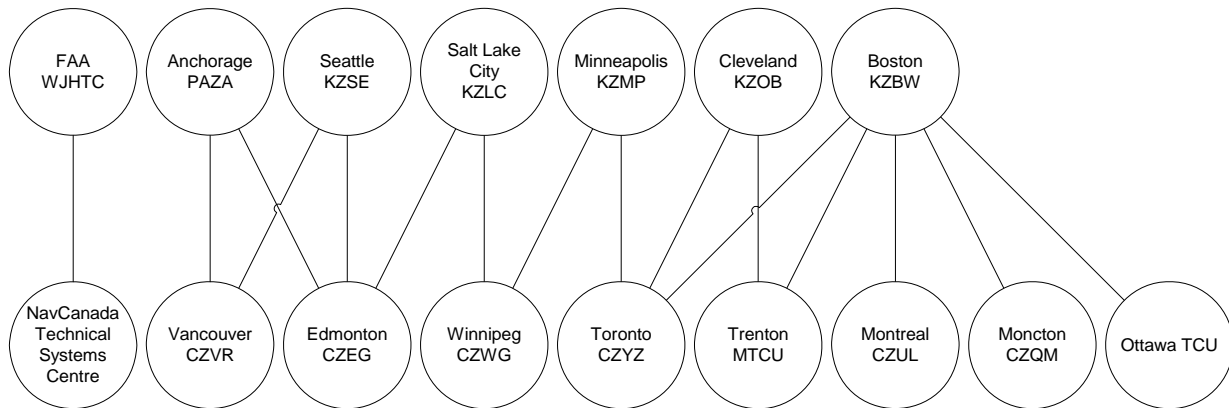 FAA
WJHTC
Anchorage
PAZA
Seattle
KZSE
Salt Lake
City
KZLC
Minneapolis
KZMP
Cleveland
KZOB
Boston
KZBW
NavCanada
Technical
Systems
Centre
Vancouver
CZVR
Edmonton
CZEG
Winnipeg
CZWG
Toronto
CZYZ
Trenton
MTCU
Montreal
CZUL
Moncton
CZQM
Ottawa TCU